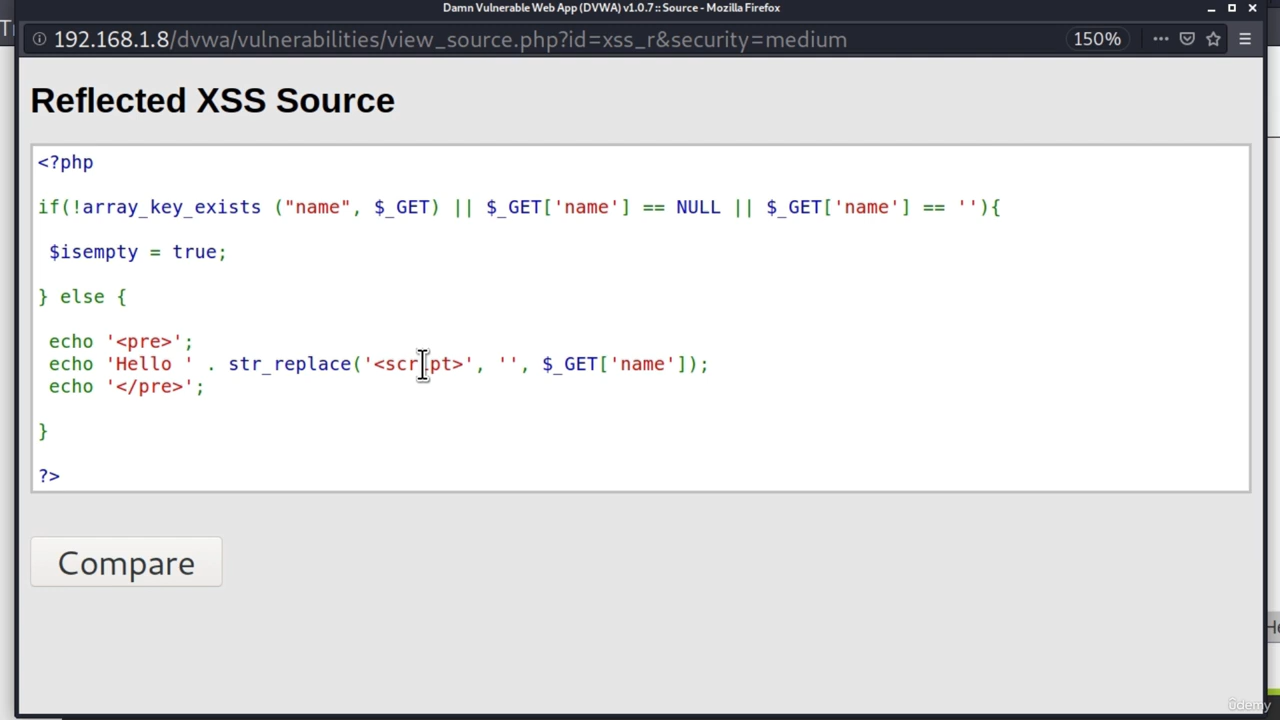 Damn Vulnerable Web App (DVWA) v1.0.7 :: Source - Mozilla Firefox
192.168.1.8/dvwa/vulnerabilities/view_source.php?id=xss_r&security=medium 150%
Reflected XSS Source
<?php
if(!array_key_exists ("name", $_GET) || $_GET['name'] == NULL || $_GET['name'] == ''){
$isempty = true;
} else {
echo '<pre>';
echo 'Hello ' . str_replace('<script>', '', $_GET['name']);
echo '</pre>';
}
?>
Compare
ûdemy